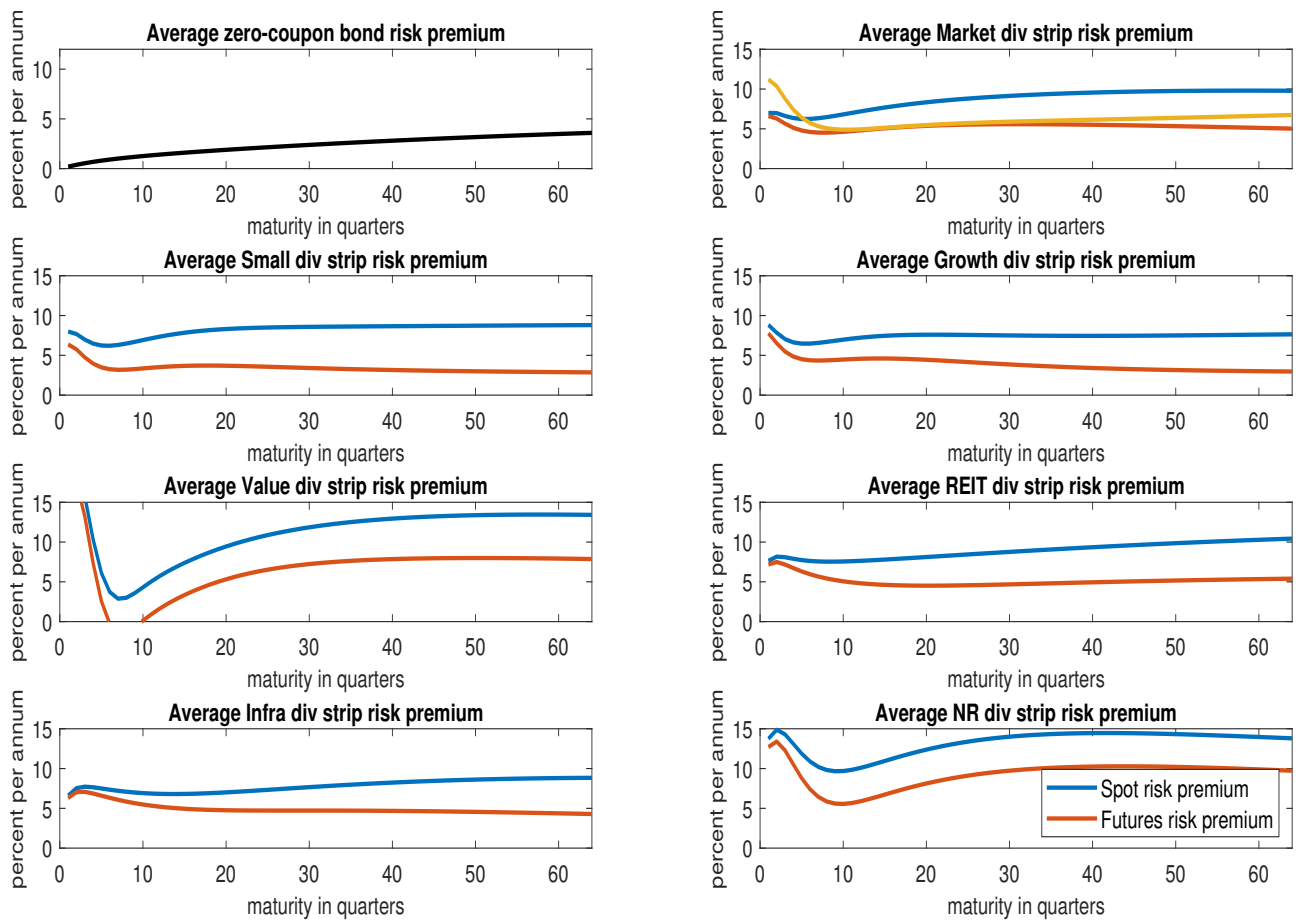 Average zero-coupon bond risk premium
percent per annum
10
5
0
0 10 20 30 40 50 60
maturity in quarters
Average Market div strip risk premium
percent per annum
15
10
5
0
0 10 20 30 40 50 60
maturity in quarters
Average Small div strip risk premium
percent per annum
15
10
5
0
0 10 20 30 40 50 60
maturity in quarters
Average Growth div strip risk premium
percent per annum
15
10
5
0
0 10 20 30 40 50 60
maturity in quarters
Average Value div strip risk premium
percent per annum
15
10
5
0
0 10 20 30 40 50 60
maturity in quarters
Average REIT div strip risk premium
percent per annum
15
10
5
0
0 10 20 30 40 50 60
maturity in quarters
Average Infra div strip risk premium
percent per annum
15
10
5
0
0 10 20 30 40 50 60
maturity in quarters
Average NR div strip risk premium
percent per annum
15
10
5
0
0 10 20 30 40 50 60
maturity in quarters
Spot risk premium
Futures risk premium